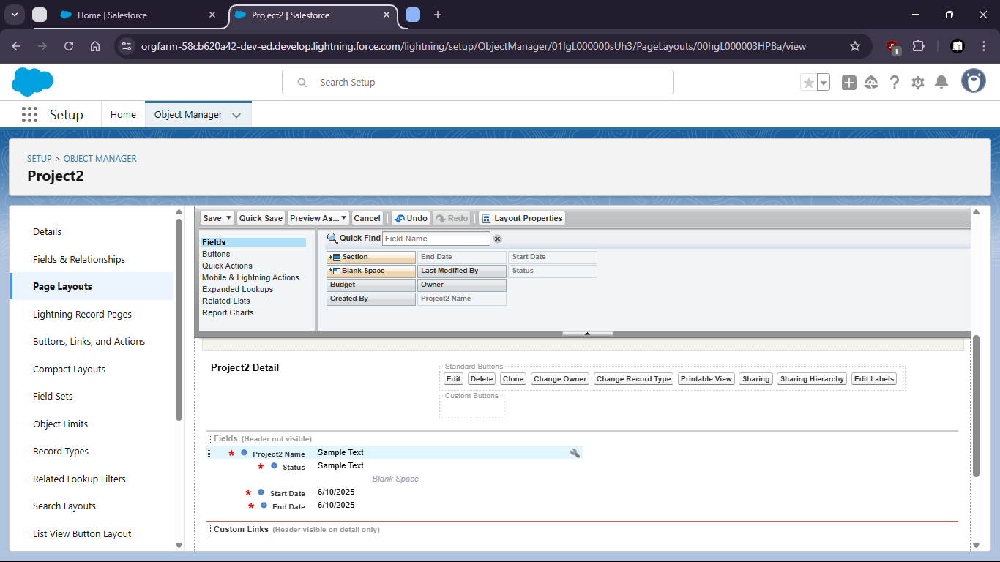 Home | Salesforce
Project2 | Salesforce
orgfarm-58cb620a42-dev-ed.develop.lightning.force.com/lightning/setup/ObjectManager/01IgL000000sUh3/PageLayouts/00hgL000003HPBa/view
1
Search Setup
Setup
Home
Object Manager
SETUP > OBJECT MANAGER
Project2
Details
Fields & Relationships
Page Layouts
Lightning Record Pages
Buttons, Links, and Actions
Compact Layouts
Field Sets
Object Limits
Record Types
Related Lookup Filters
Search Layouts
List View Button Layout
Save Quick Save Preview As... Cancel Undo Redo Layout Properties
Fields
Buttons
Quick Actions
Mobile & Lightning Actions
Expanded Lookups
Related Lists
Report Charts
Quick Find Field Name
Section End Date Start Date
Blank Space Last Modified By Status
Budget Owner
Created By Project2 Name
Project2 Detail
Standard Buttons
Edit Delete Clone Change Owner Change Record Type Printable View Sharing Sharing Hierarchy Edit Labels
Custom Buttons
Fields (Header not visible)
* Project2 Name Sample Text
* Status Sample Text
Blank Space
* Start Date 6/10/2025
* End Date 6/10/2025
Custom Links (Header visible on detail only)